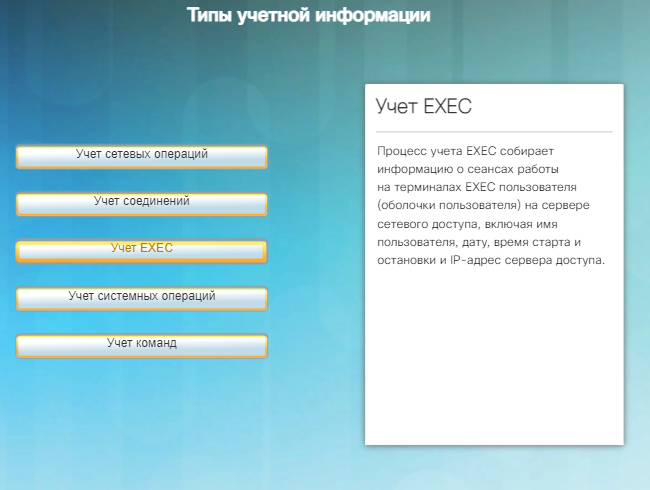 Типы учетной информации
Учет сетевых операций
Учет соединений
Учет EXEC
Учет системных операций
Учет команд
Учет EXEC
Процесс учета EXEC собирает
информацию о сеансах работы
на терминалах EXEC пользователя
(оболочки пользователя) на сервере
сетевого доступа, включая имя
пользователя, дату, время старта и
остановки и IP-адрес сервера доступа.